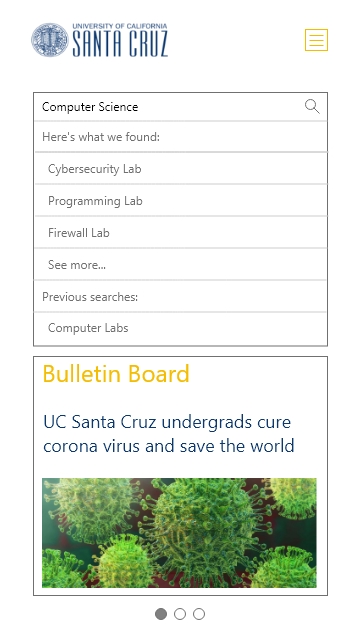 UNIVERSITY OF CALIFORNIA
SANTA CRUZ
Computer Science
Here's what we found:
Cybersecurity Lab
Programming Lab
Firewall Lab
See more...
Previous searches:
Computer Labs
Bulletin Board
UC Santa Cruz undergrads cure
corona virus and save the world